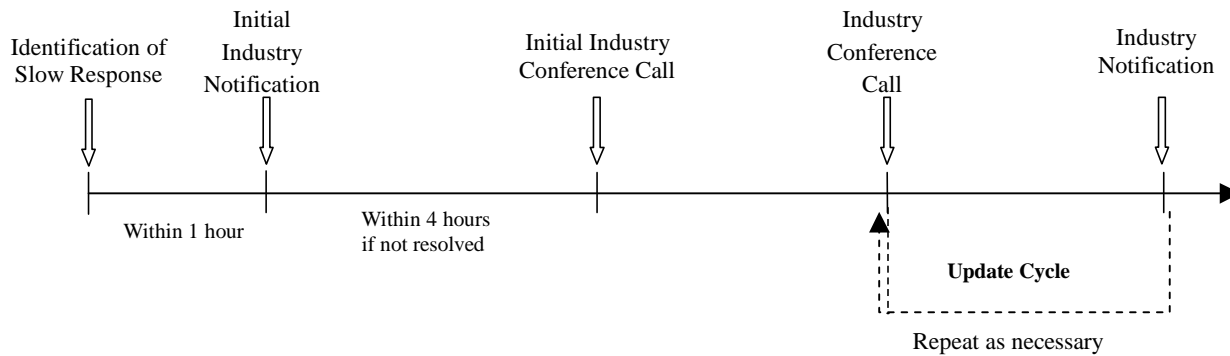 Identification of
Slow Response
Initial
Industry
Notification
Initial Industry
Conference Call
Industry
Conference
Call
Industry
Notification
Within 1 hour
Within 4 hours
if not resolved
Update Cycle
Repeat as necessary